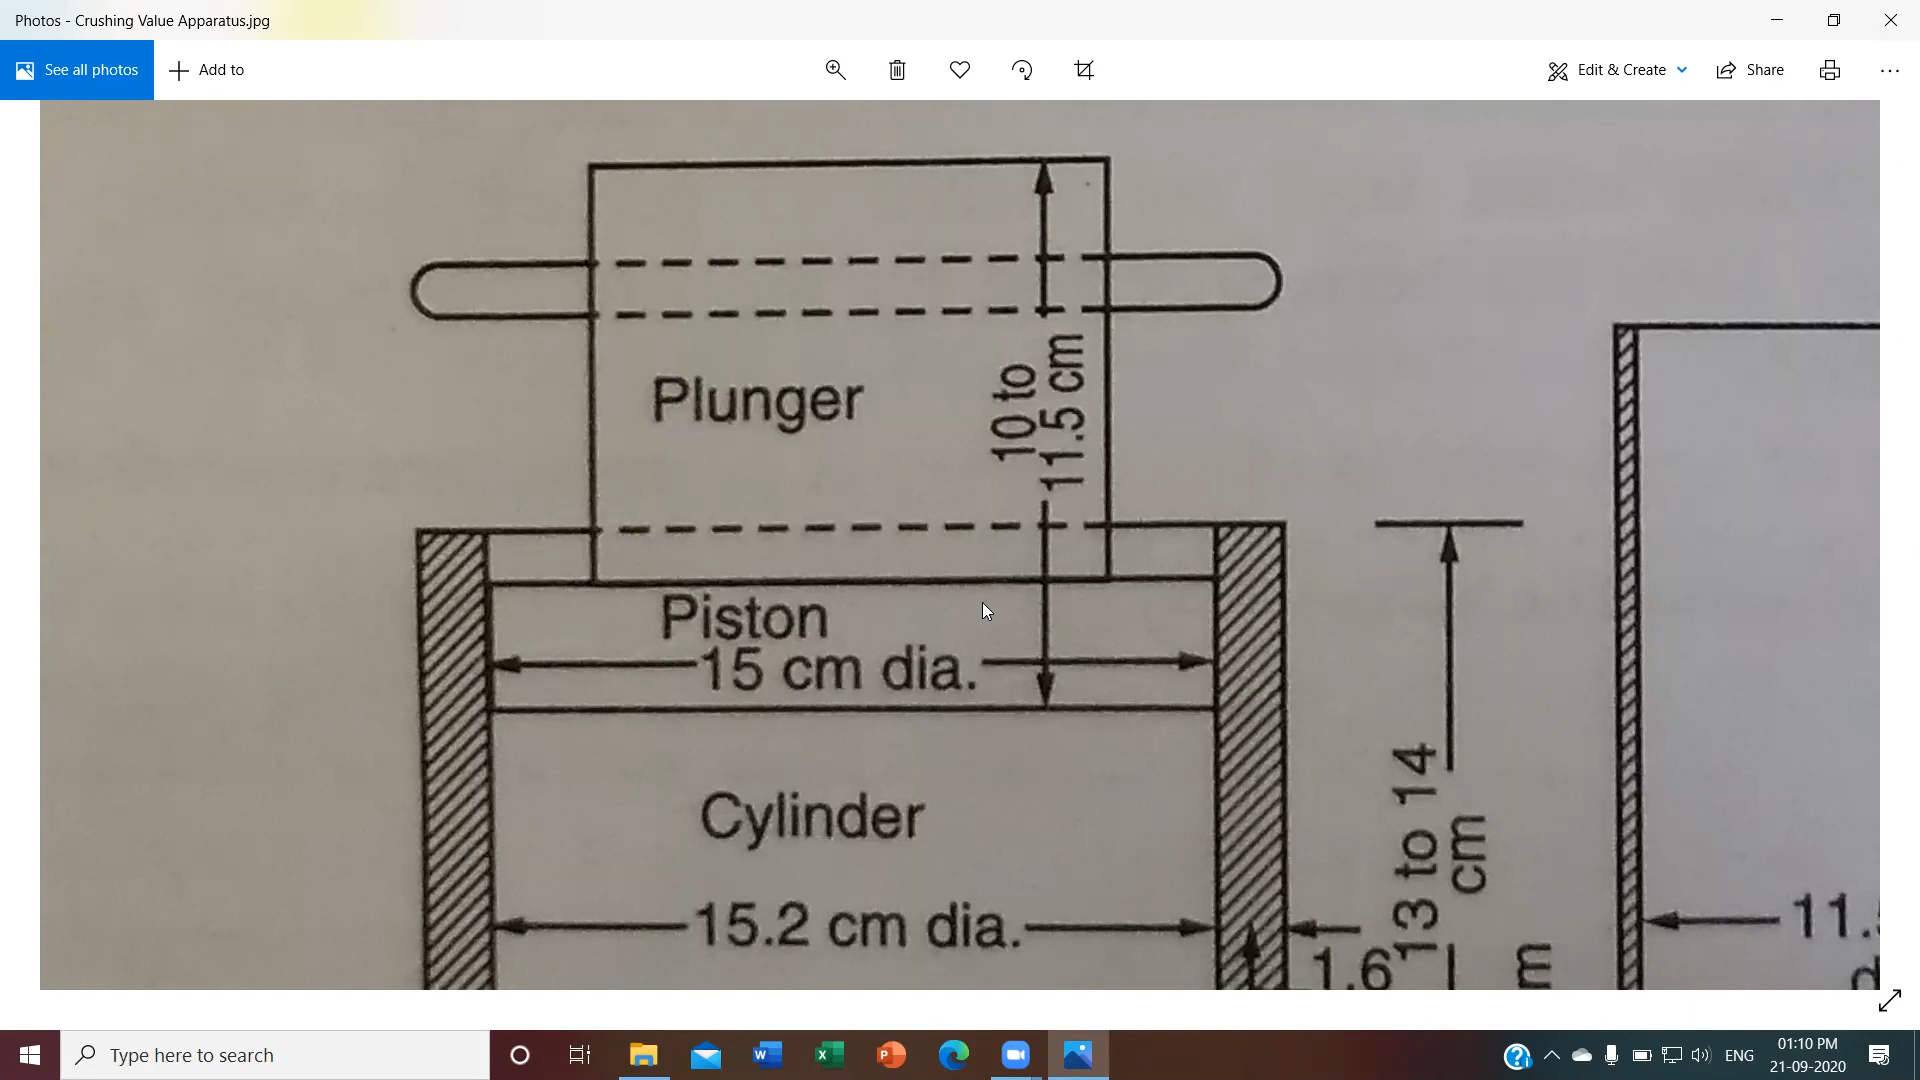 Photos - Crushing Value Apparatus.jpg
See all photos
Add to
Edit & Create
Share
10 to
11.5 cm
Plunger
Piston
15 cm dia.
Cylinder
13 to 14
cm
15.2 cm dia.
1.6
Type here to search
ENG
01:10 PM
21-09-2020